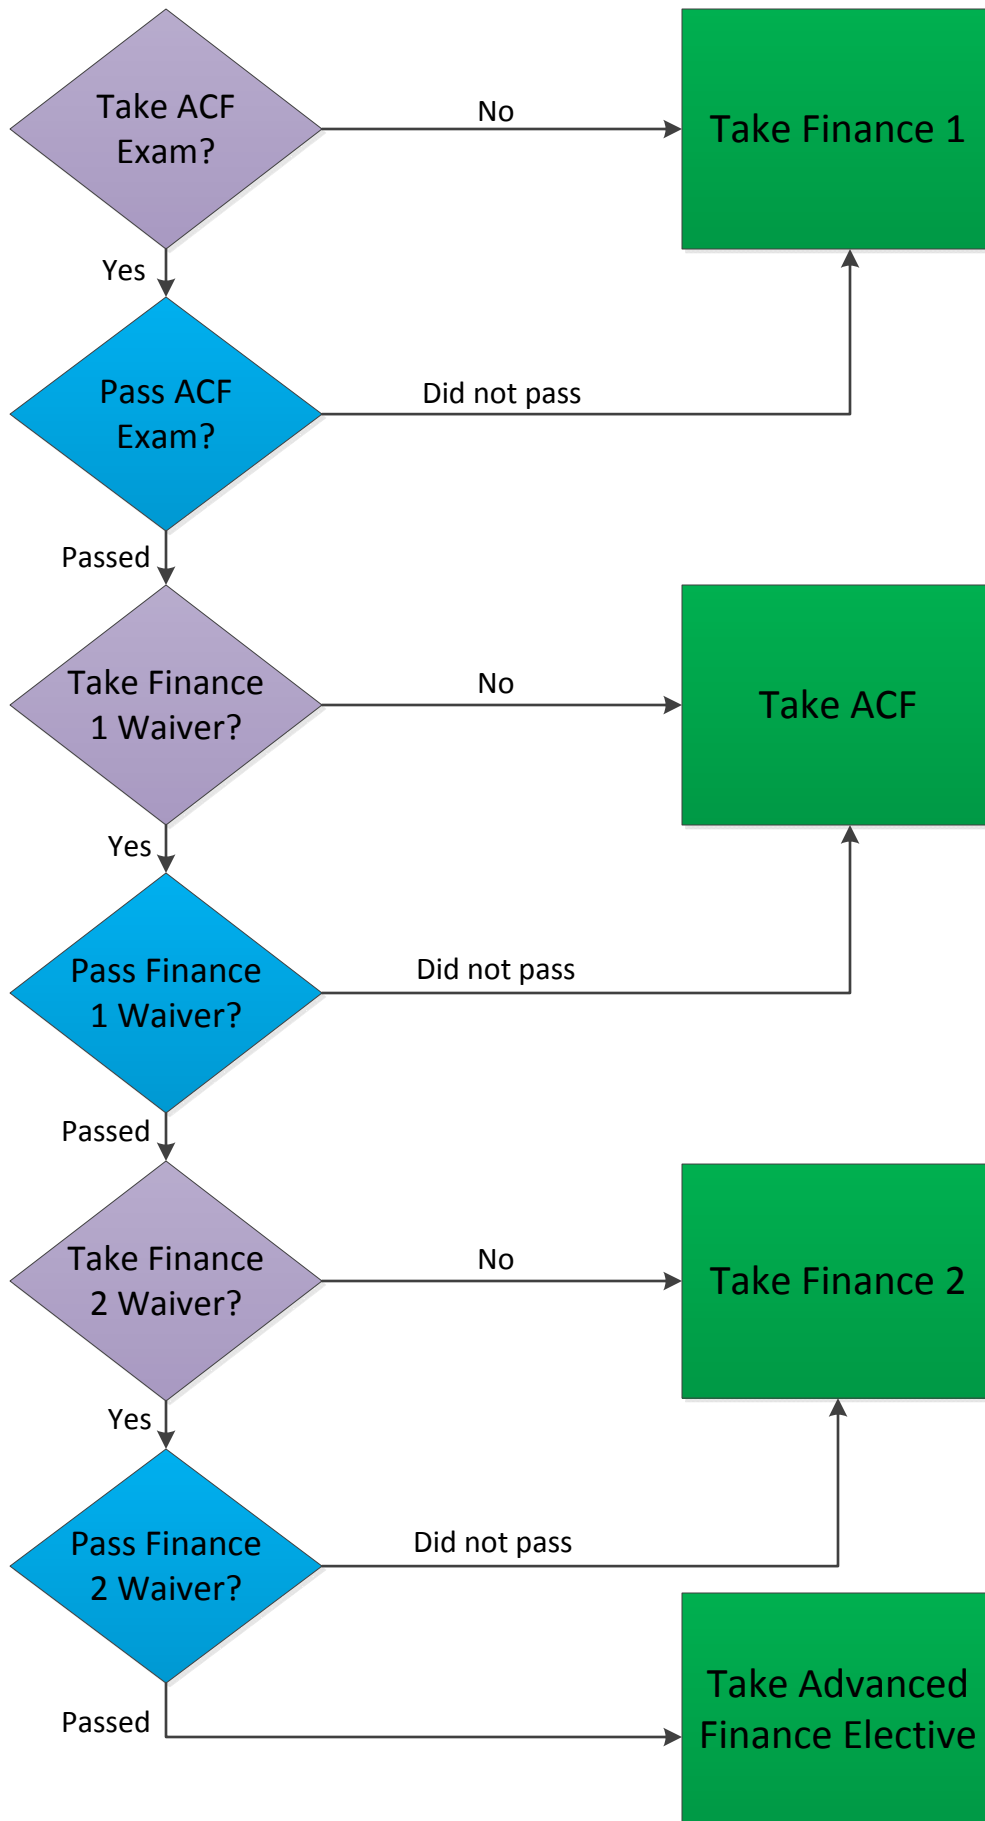 Take ACF
Exam?
No
Take Finance 1
Yes
Pass ACF
Exam?
Did not pass
Passed
Take Finance
1 Waiver?
No
Take ACF
Yes
Pass Finance
1 Waiver?
Did not pass
Passed
Take Finance
2 Waiver?
No
Take Finance 2
Yes
Pass Finance
2 Waiver?
Did not pass
Passed
Take Advanced
Finance Elective